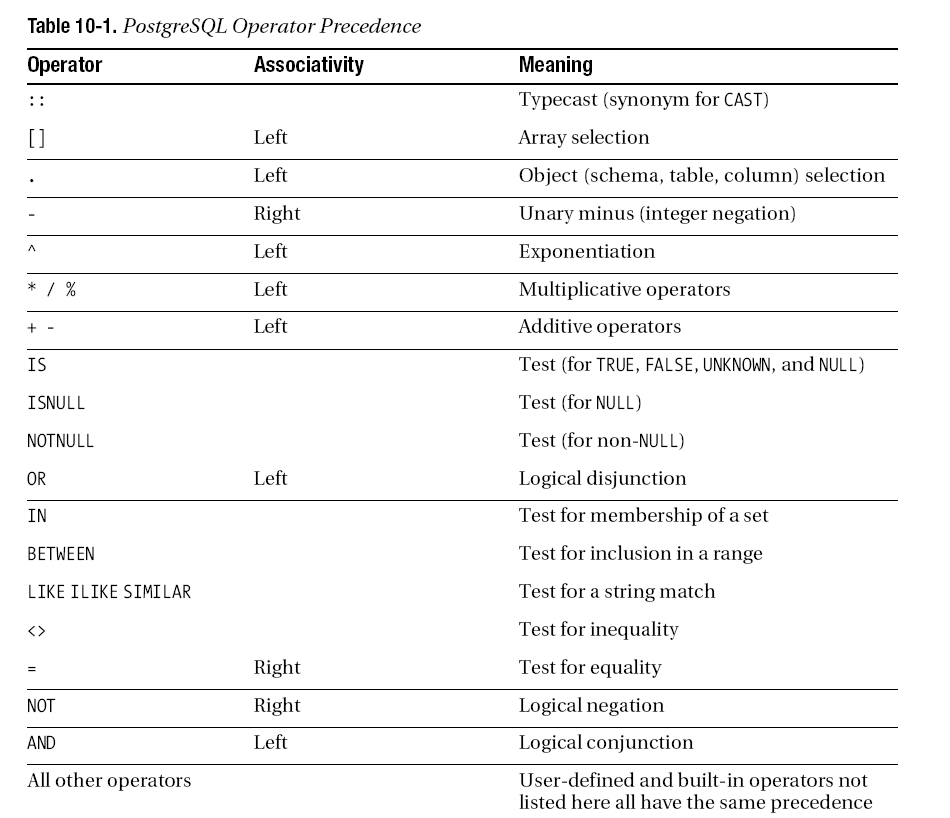 Table 10-1. PostgreSQL Operator Precedence
Operator Associativity Meaning
:: Typecast (synonym for CAST)
[] Left Array selection
. Left Object (schema, table, column) selection
- Right Unary minus (integer negation)
^ Left Exponentiation
* / % Left Multiplicative operators
+ - Left Additive operators
IS Test (for TRUE, FALSE, UNKNOWN, and NULL)
ISNULL Test (for NULL)
NOTNULL Test (for non-NULL)
OR Left Logical disjunction
IN Test for membership of a set
BETWEEN Test for inclusion in a range
LIKE ILIKE SIMILAR Test for a string match
<> Test for inequality
= Right Test for equality
NOT Right Logical negation
AND Left Logical conjunction
All other operators User-defined and built-in operators not
listed here all have the same precedence